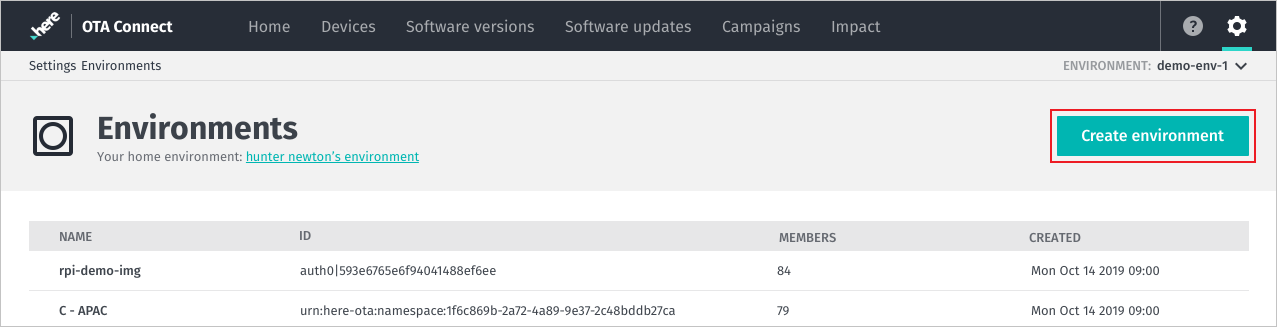 here OTA Connect Home Devices Software versions Software updates Campaigns Impact ?
Settings Environments ENVIRONMENT: demo-env-1
Environments
Your home environment: hunter newton's environment
Create environment
NAME ID MEMBERS CREATED
rpi-demo-img auth0|593e6765e6f94041488ef6ee 84 Mon Oct 14 2019 09:00
C - APAC urn:here-ota:namespace:1f6c869b-2a72-4a89-9e37-2c48bddb27ca 79 Mon Oct 14 2019 09:00